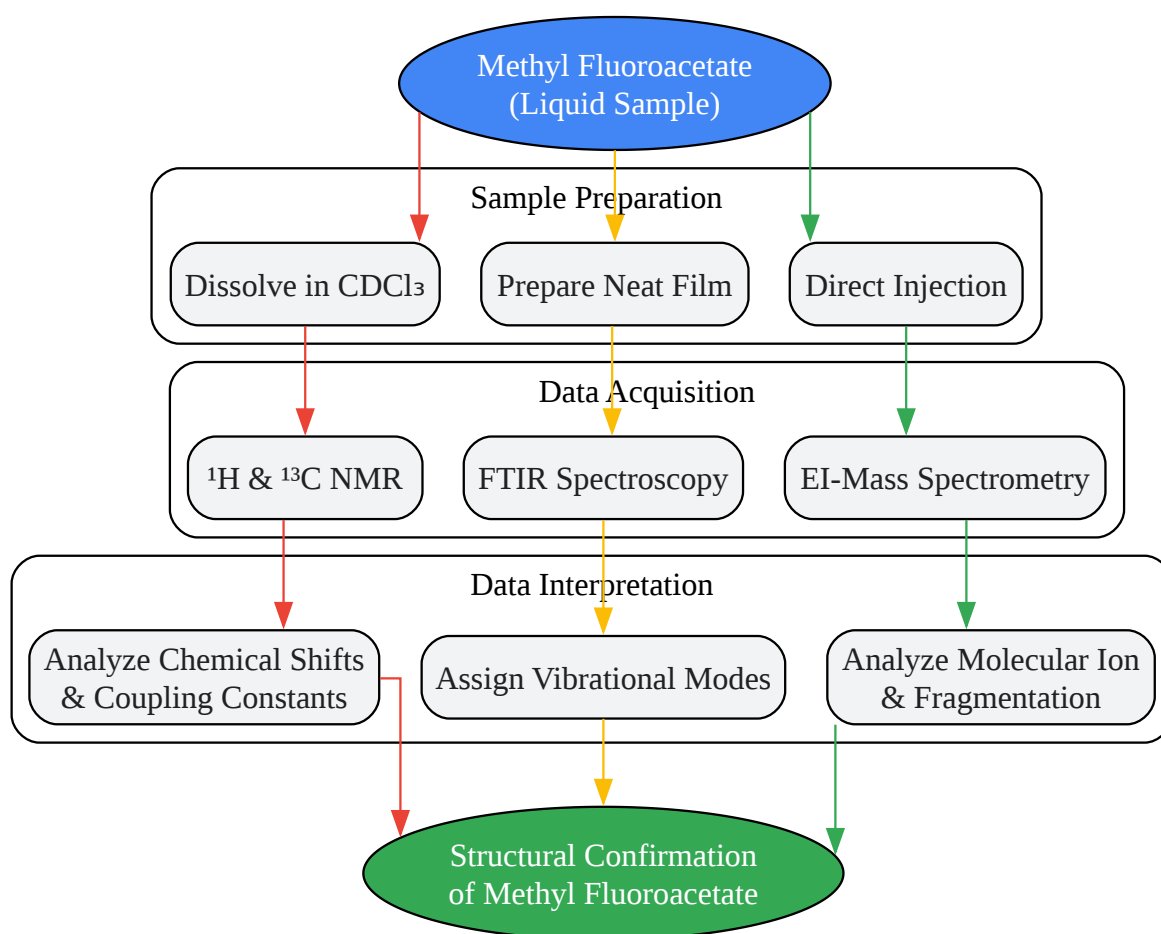 Methyl Fluoroacetate
(Liquid Sample)
Sample Preparation
Dissolve in CDCl₃
Prepare Neat Film
Direct Injection
Data Acquisition
¹H & ¹³C NMR
FTIR Spectroscopy
EI-Mass Spectrometry
Data Interpretation
Analyze Chemical Shifts
& Coupling Constants
Assign Vibrational Modes
Analyze Molecular Ion
& Fragmentation
Structural Confirmation
of Methyl Fluoroacetate